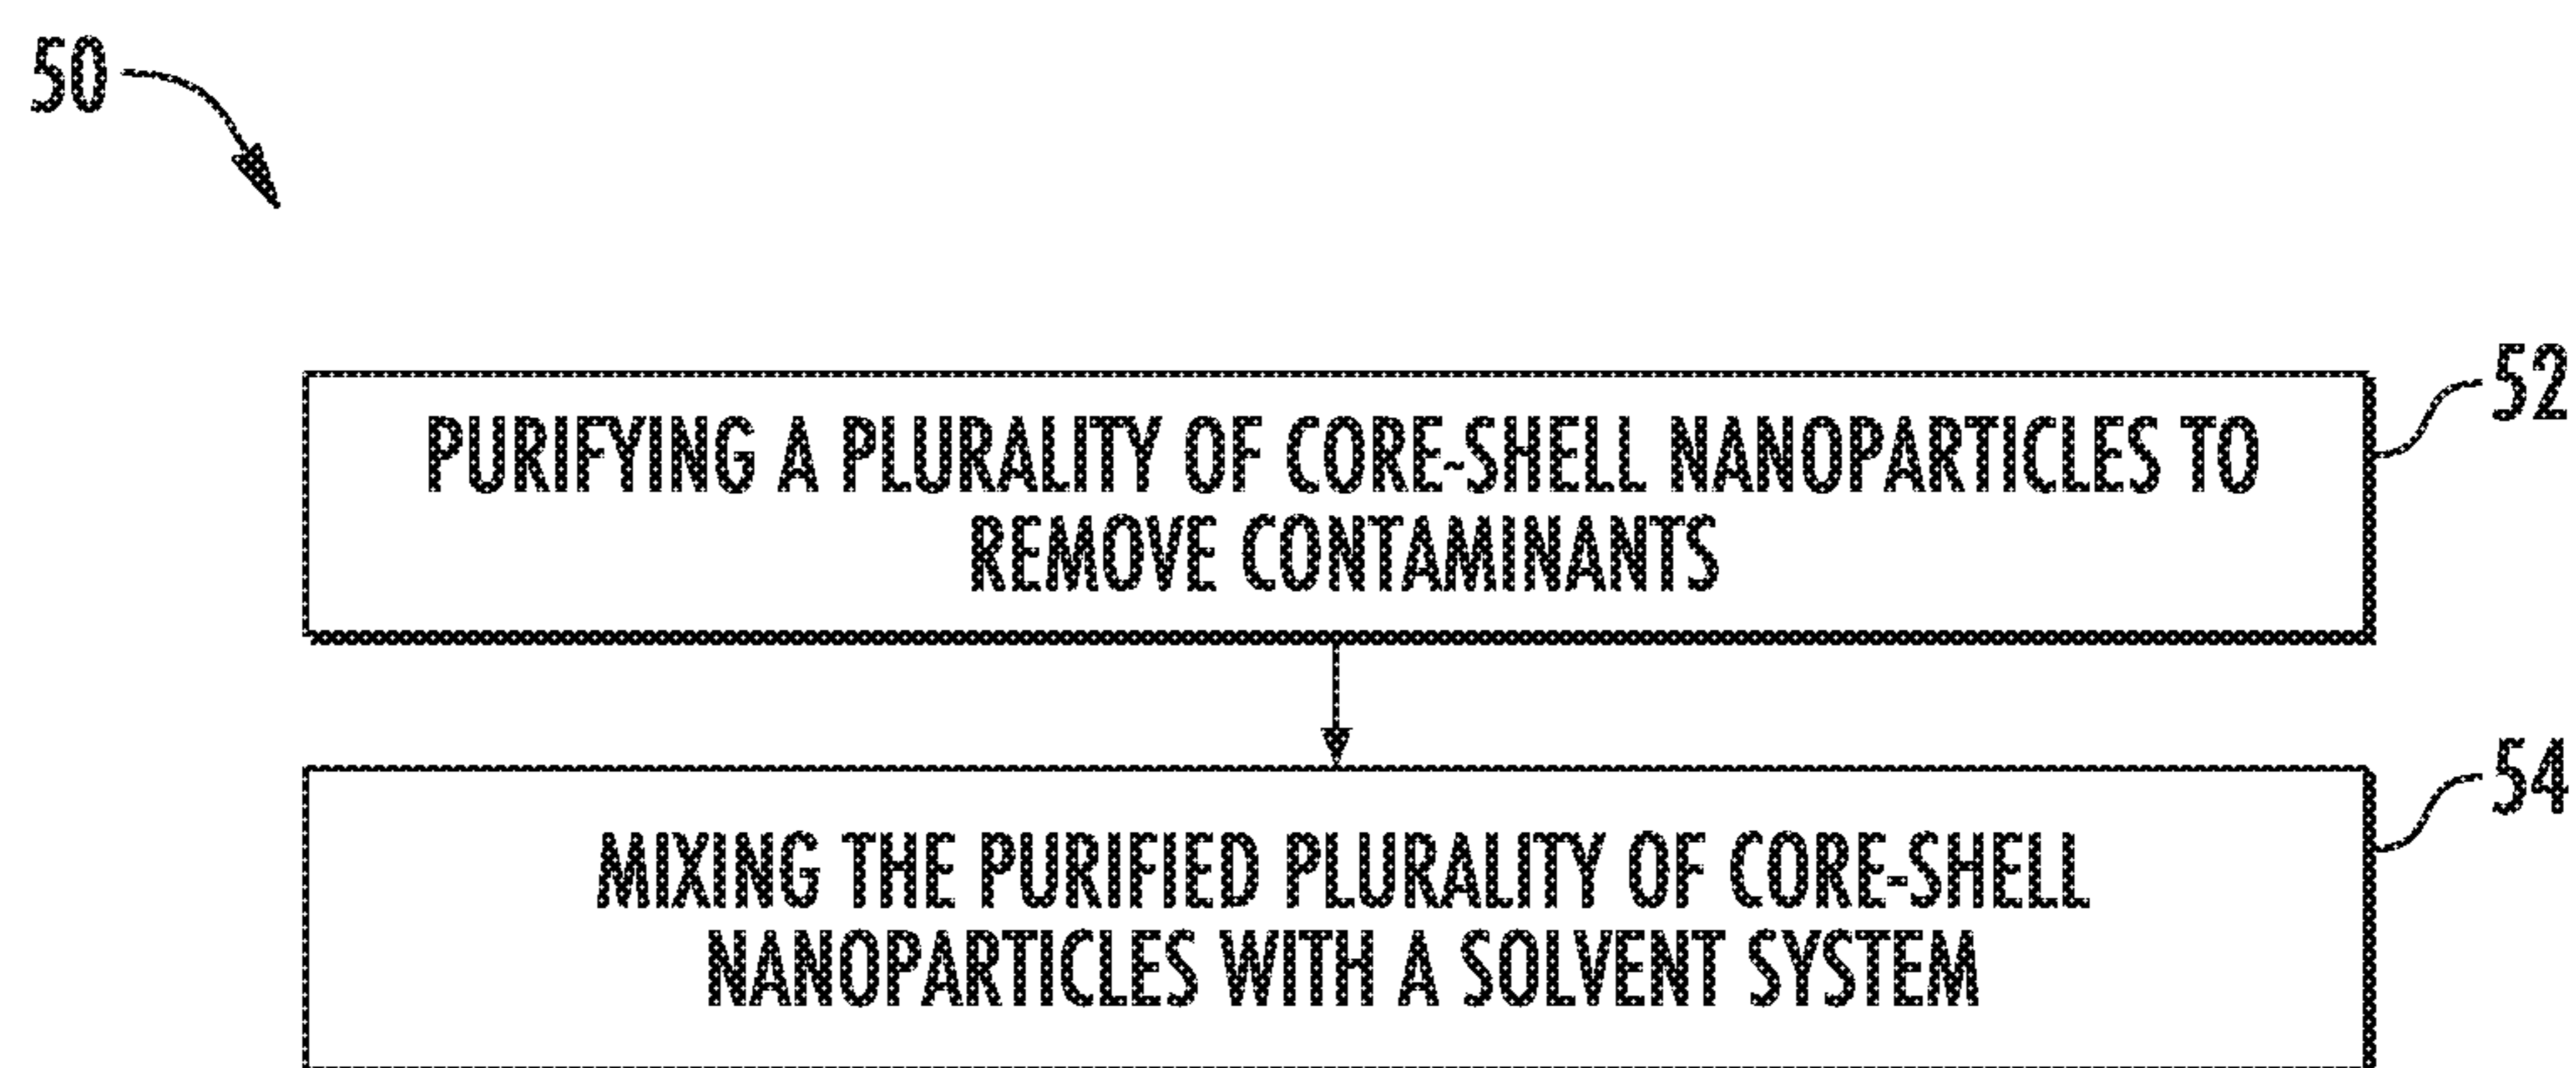 50
52
PURIFYING A PLURALITY OF CORE-SHELL NANOPARTICLES TO
REMOVE CONTAMINANTS
54
MIXING THE PURIFIED PLURALITY OF CORE-SHELL
NANOPARTICLES WITH A SOLVENT SYSTEM